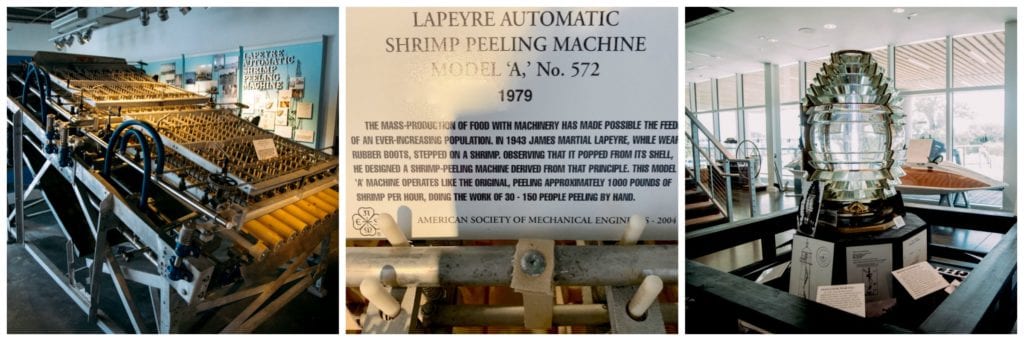 LAPEYRE
AUTOMATIC
SHRIMP
PEELING
MACHINE
LAPEYRE AUTOMATIC
SHRIMP PEELING MACHINE
MODEL 'A,' No. 572
1979
THE MASS-PRODUCTION OF FOOD WITH MACHINERY HAS MADE POSSIBLE THE FEED
OF AN EVER-INCREASING POPULATION. IN 1943 JAMES MARTIAL LAPEYRE, WHILE WEAR
RUBBER BOOTS, STEPPED ON A SHRIMP. OBSERVING THAT IT POPPED FROM ITS SHELL,
HE DESIGNED A SHRIMP-PEELING MACHINE DERIVED FROM THAT PRINCIPLE. THIS MODEL
'A' MACHINE OPERATES LIKE THE ORIGINAL, PEELING APPROXIMATELY 1000 POUNDS OF
SHRIMP PER HOUR, DOING THE WORK OF 30 - 150 PEOPLE PEELING BY HAND.
AMERICAN SOCIETY OF MECHANICAL ENGINEERS - 2004